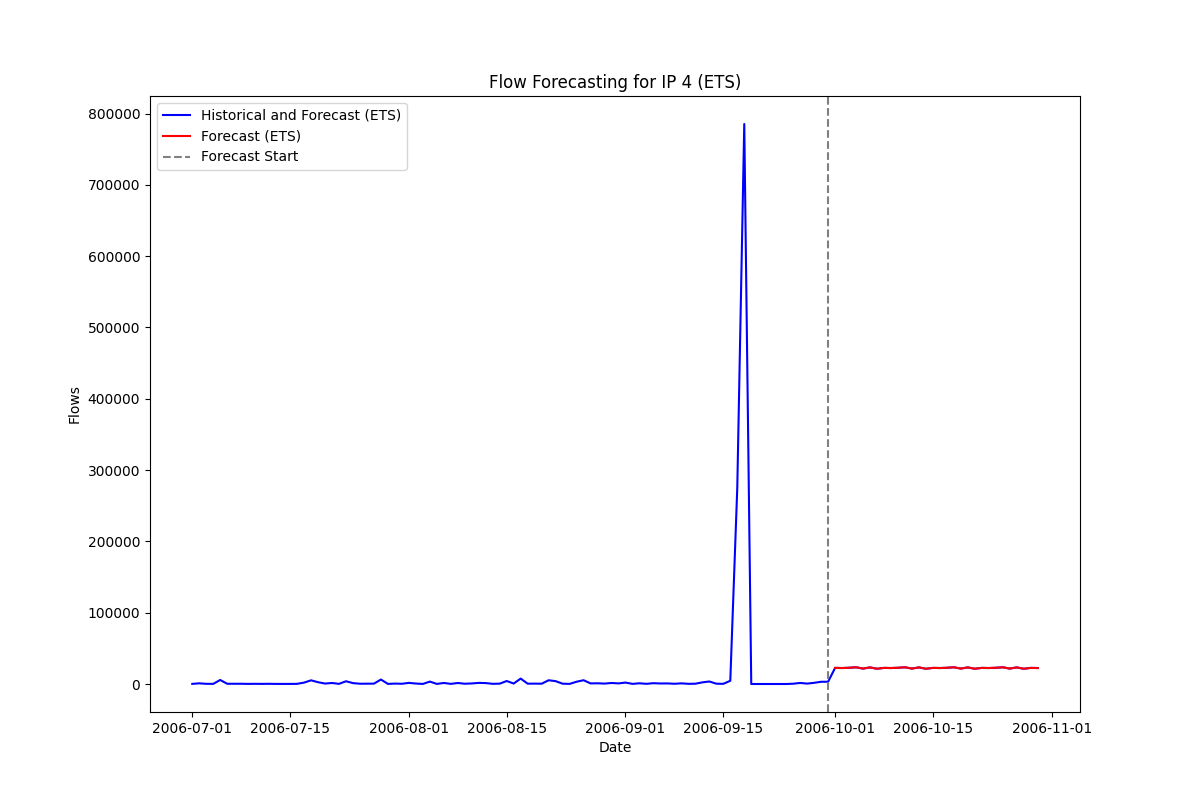 Flow Forecasting for IP 4 (ETS)
Historical and Forecast (ETS)
Forecast (ETS)
Forecast Start
800000
700000
600000
500000
400000
300000
200000
100000
0
Flows
2006-07-01 2006-07-15 2006-08-01 2006-08-15 2006-09-01 2006-09-15 2006-10-01 2006-10-15 2006-11-01
Date